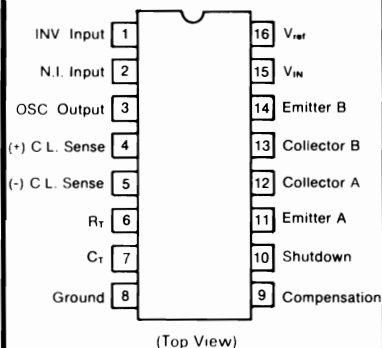 INV Input 1 16 Vref
N.I. Input 2 15 VIN
OSC Output 3 14 Emitter B
(+) C L. Sense 4 13 Collector B
(-) C L. Sense 5 12 Collector A
RT 6 11 Emitter A
CT 7 10 Shutdown
Ground 8 9 Compensation
(Top View)